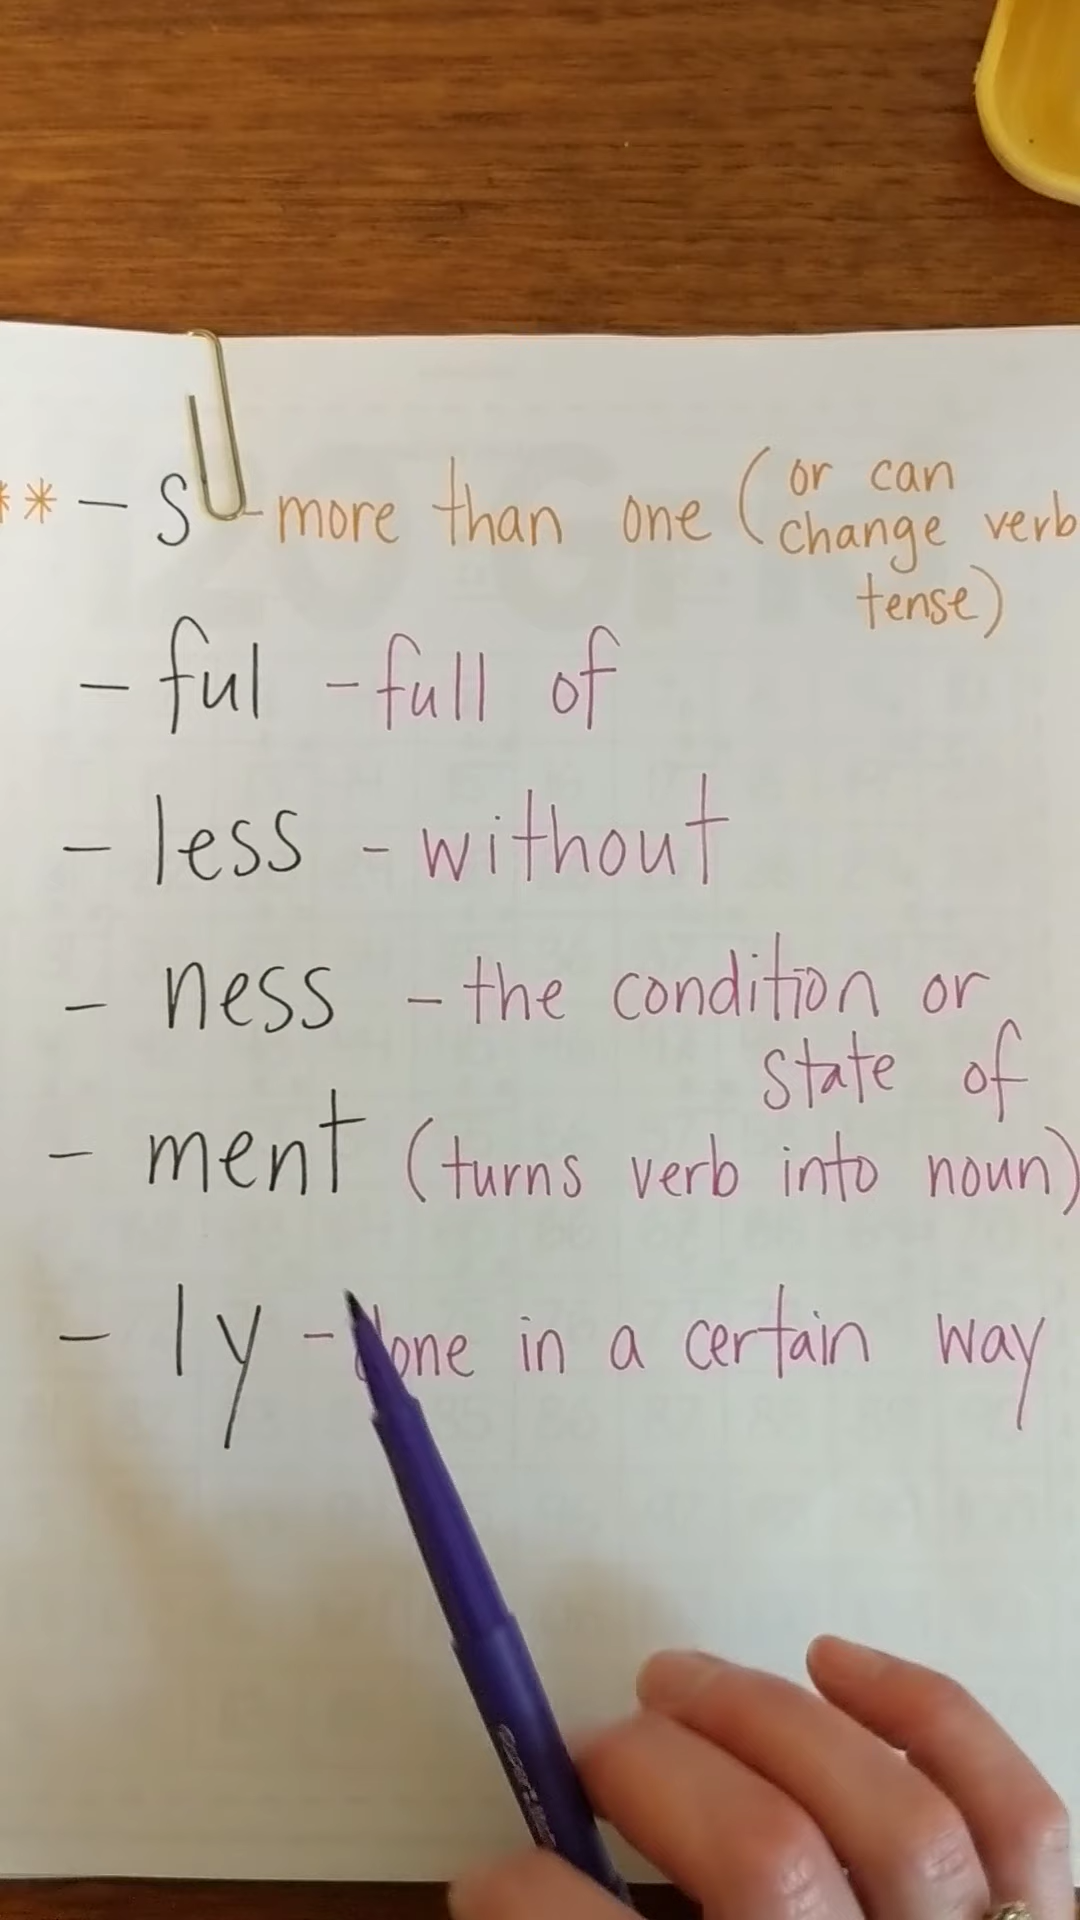 ** - s - more than one (or can
change verb
tense)
- ful - full of
- less - without
- ness - the condition or
state of
- ment (turns verb into noun)
- ly - done in a certain way